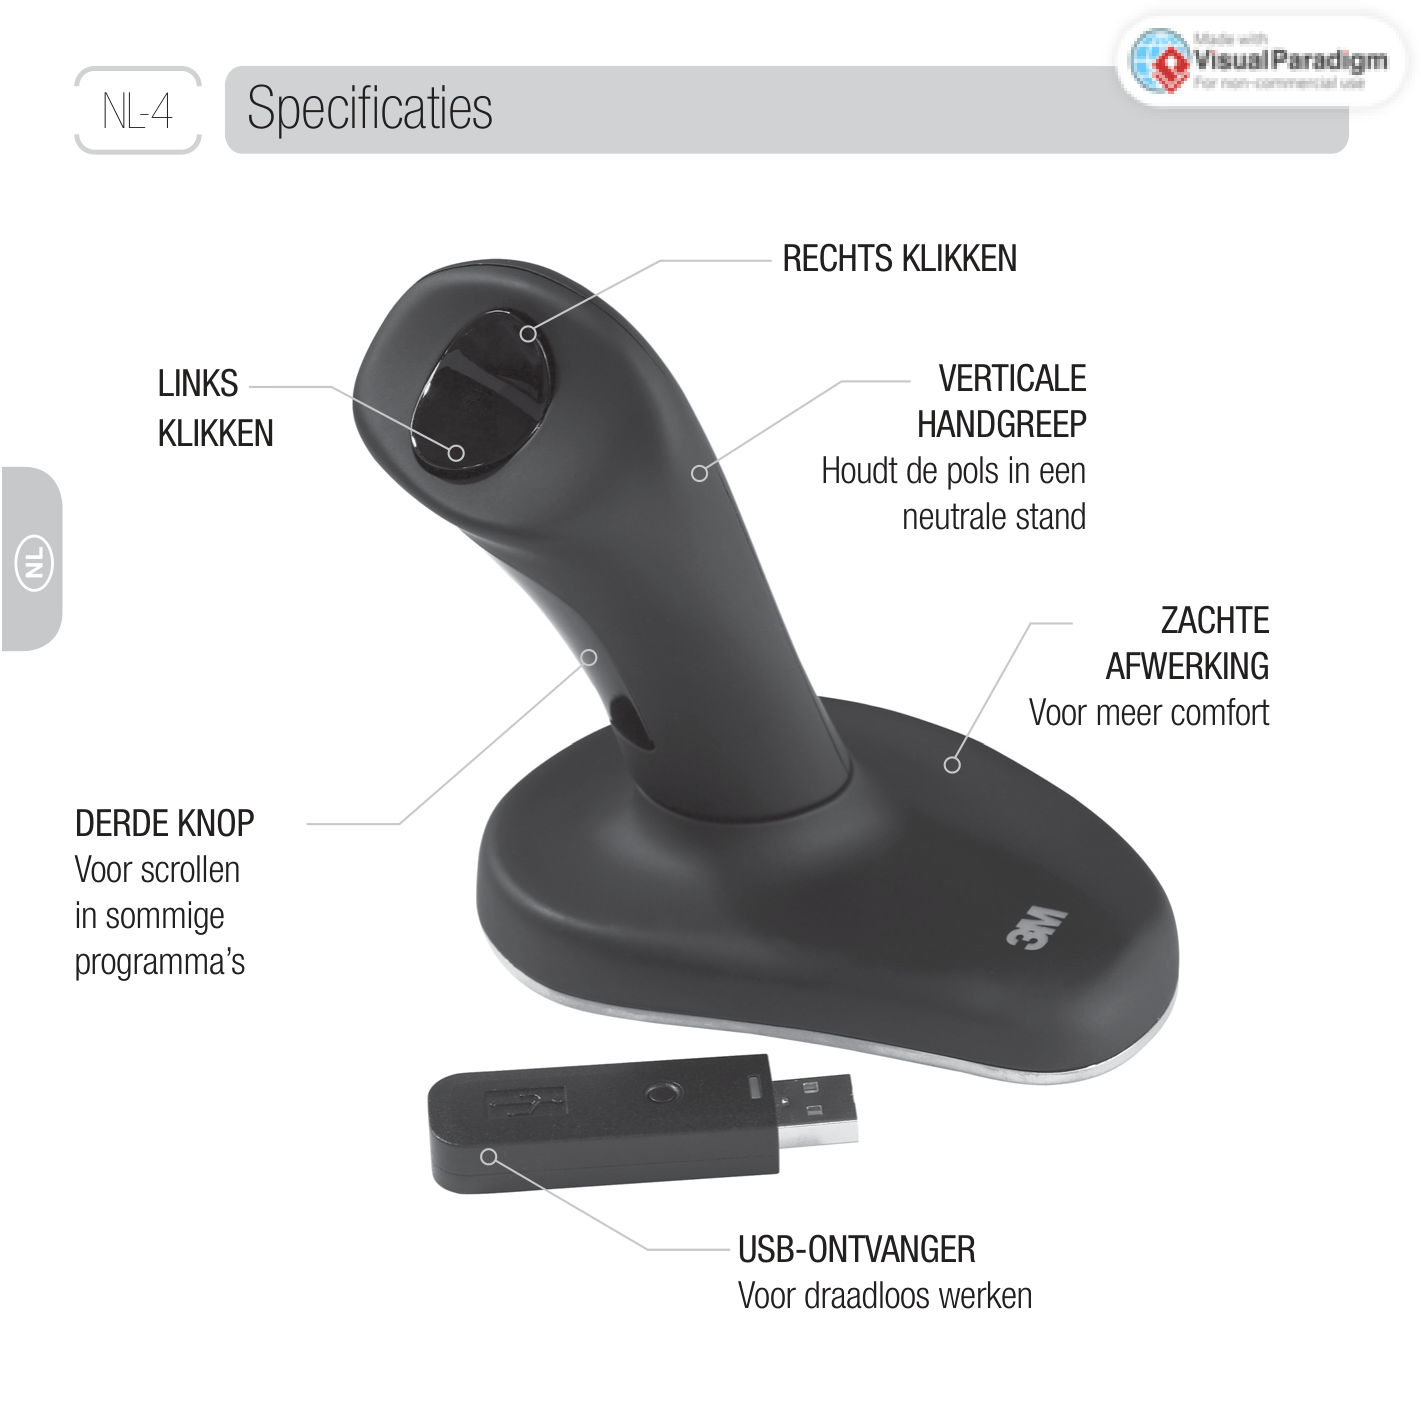 Made with
VisualParadigm
For non-commercial use
NL-4
Specificaties
RECHTS KLIKKEN
LINKS
KLIKKEN
VERTICALE
HANDGREEP
Houdt de pols in een
neutrale stand
NL
ZACHTE
AFWERKING
Voor meer comfort
DERDE KNOP
Voor scrollen
in sommige
programma's
3M
USB-ONTVANGER
Voor draadloos werken